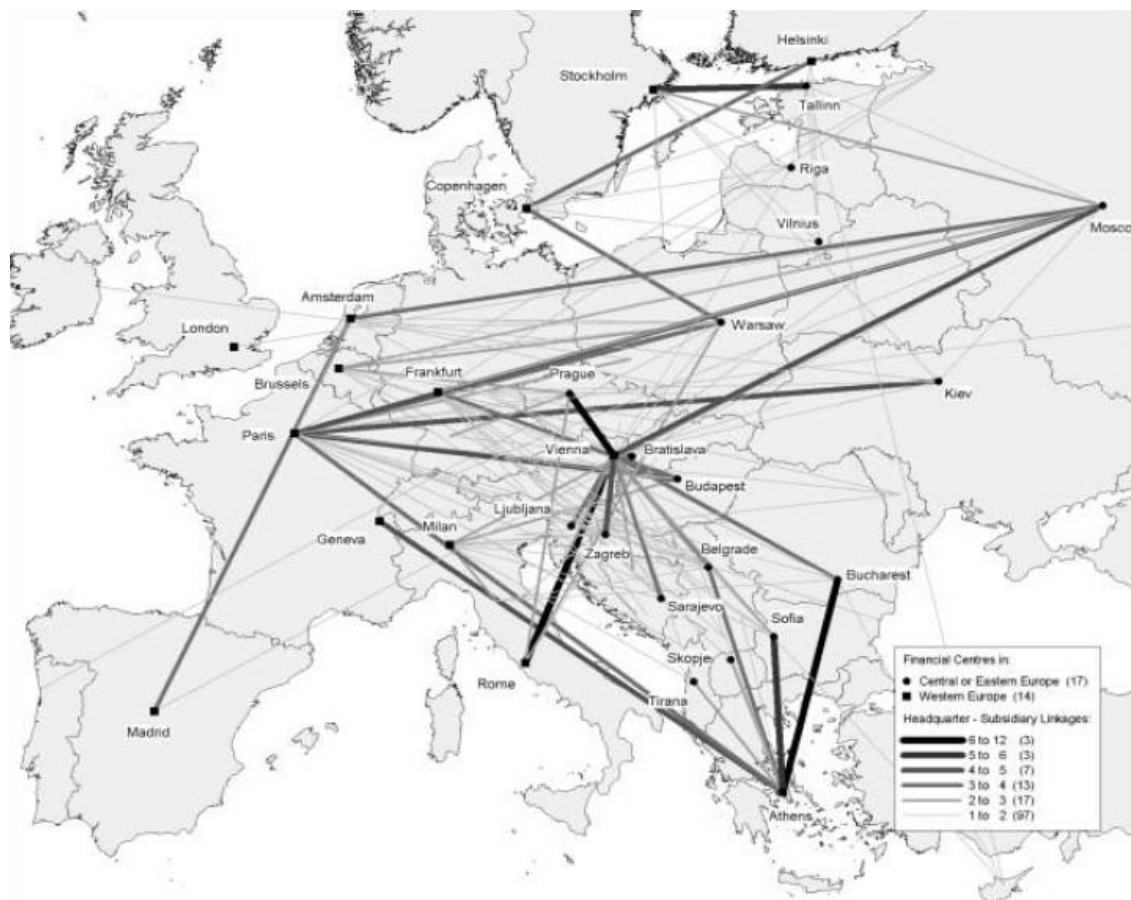 Helsinki
Stockholm
Tallinn
Riga
Copenhagen
Vilnius
Mosco
Amsterdam
London
Warsaw
Brussels
Frankfurt
Prague
Kiev
Paris
Vienna
Bratislava
Budapest
Ljubljana
Geneva
Milan
Zagreb
Belgrade
Bucharest
Sarajevo
Sofia
Skopje
Rome
Tirana
Madrid
Athens
Financial Centres in:
Central or Eastern Europe (17)
Western Europe (14)
Headquarter - Subsidiary Linkages:
6 to 12 (3)
5 to 6 (3)
4 to 5 (7)
3 to 4 (13)
2 to 3 (17)
1 to 2 (97)